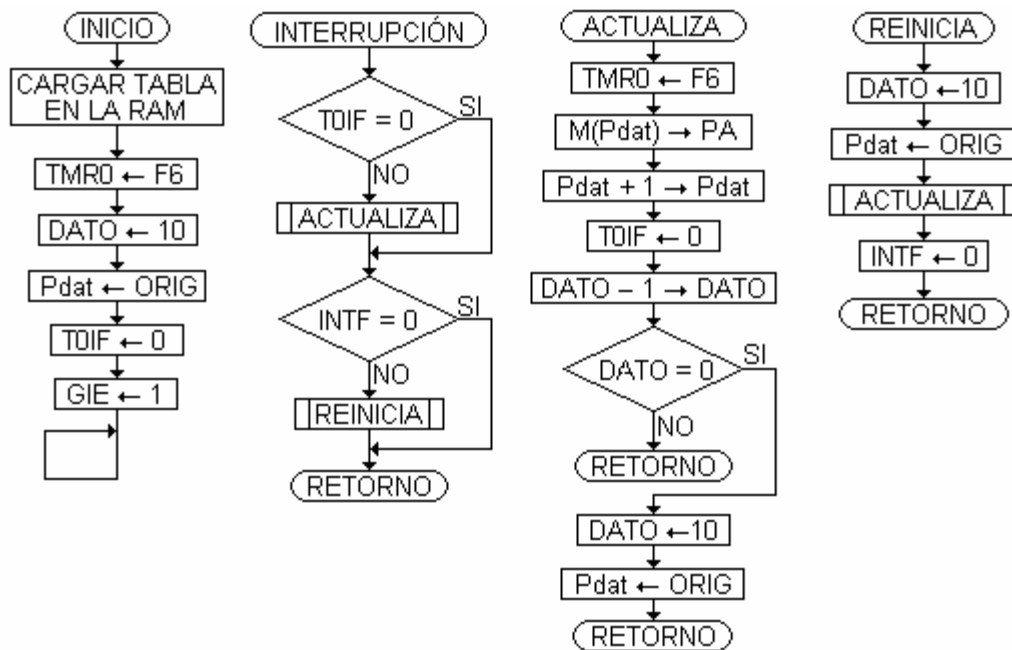 INICIO
CARGAR TABLA
EN LA RAM
TMR0 ← F6
DATO ← 10
Pdat ← ORIG
T0IF ← 0
GIE ← 1
INTERRUPCIÓN
T0IF = 0
SI
NO
ACTUALIZA
INTF = 0
SI
NO
REINICIA
RETORNO
ACTUALIZA
TMR0 ← F6
M(Pdat) → PA
Pdat + 1 → Pdat
T0IF ← 0
DATO – 1 → DATO
DATO = 0
SI
NO
RETORNO
DATO ←10
Pdat ← ORIG
RETORNO
REINICIA
DATO ←10
Pdat ← ORIG
ACTUALIZA
INTF ← 0
RETORNO